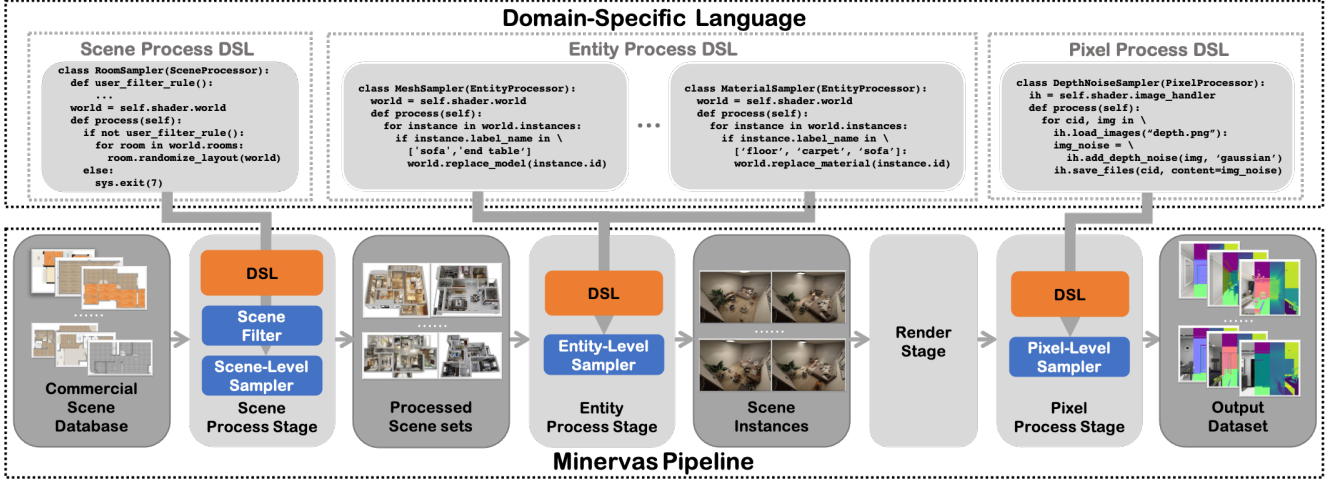 Domain-Specific Language
Scene Process DSL
class RoomSampler(SceneProcessor):
def user_filter_rule():
...
world = self.shader.world
def process(self):
if not user_filter_rule():
for room in world.rooms:
room.randomize_layout(world)
else:
sys.exit(7)
Entity Process DSL
class MeshSampler(EntityProcessor):
world = self.shader.world
def process(self):
for instance in world.instances:
if instance.label_name in \
['sofa','end table‘]
world.replace_model(instance.id)
...
class MaterialSampler(EntityProcessor):
world = self.shader.world
def process(self):
for instance in world.instances:
if instance.label_name in \
[‘floor’, ‘carpet’, ‘sofa’]:
world.replace_material(instance.id)
Pixel Process DSL
class DepthNoiseSampler(PixelProcessor):
ih = self.shader.image_handler
def process(self):
for cid, img in \
ih.load_images(“depth.png”):
img_noise = \
ih.add_depth_noise(img, ‘gaussian’)
ih.save_files(cid, content=img_noise)
......
......
Commercial
Scene
Database
DSL
Scene
Filter
Scene-Level
Sampler
Scene
Process Stage
......
Processed
Scene sets
DSL
Entity-Level
Sampler
Entity
Process Stage
......
Scene
Instances
Render
Stage
DSL
Pixel-Level
Sampler
Pixel
Process Stage
......
Output
Dataset
Minervas Pipeline